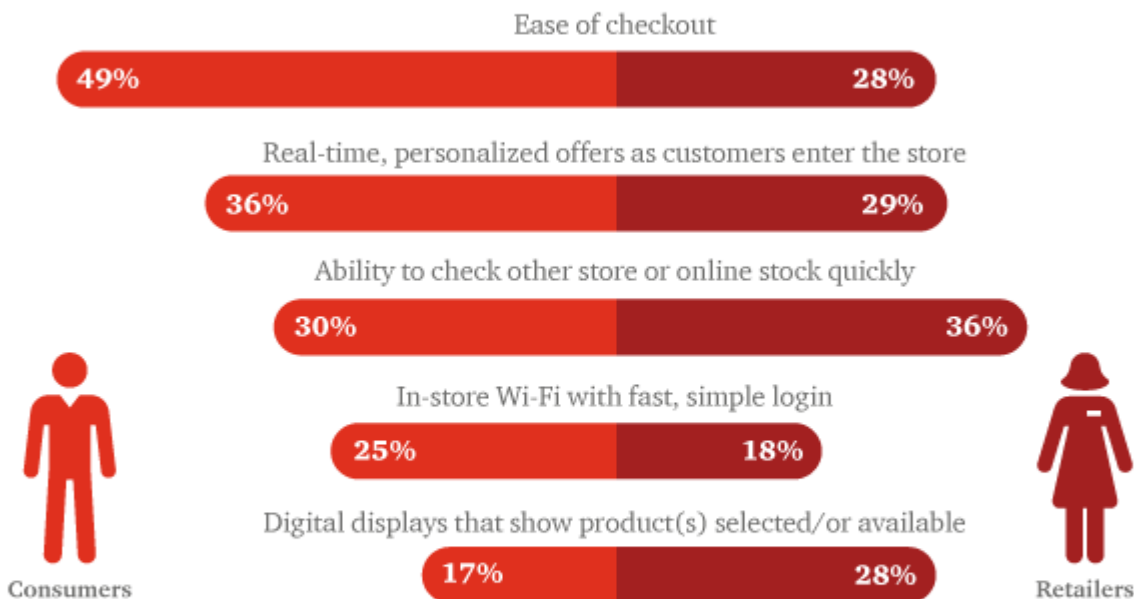 Ease of checkout
49% 28%
Real-time, personalized offers as customers enter the store
36% 29%
Ability to check other store or online stock quickly
30% 36%
In-store Wi-Fi with fast, simple login
25% 18%
Digital displays that show product(s) selected/or available
17% 28%
Consumers Retailers